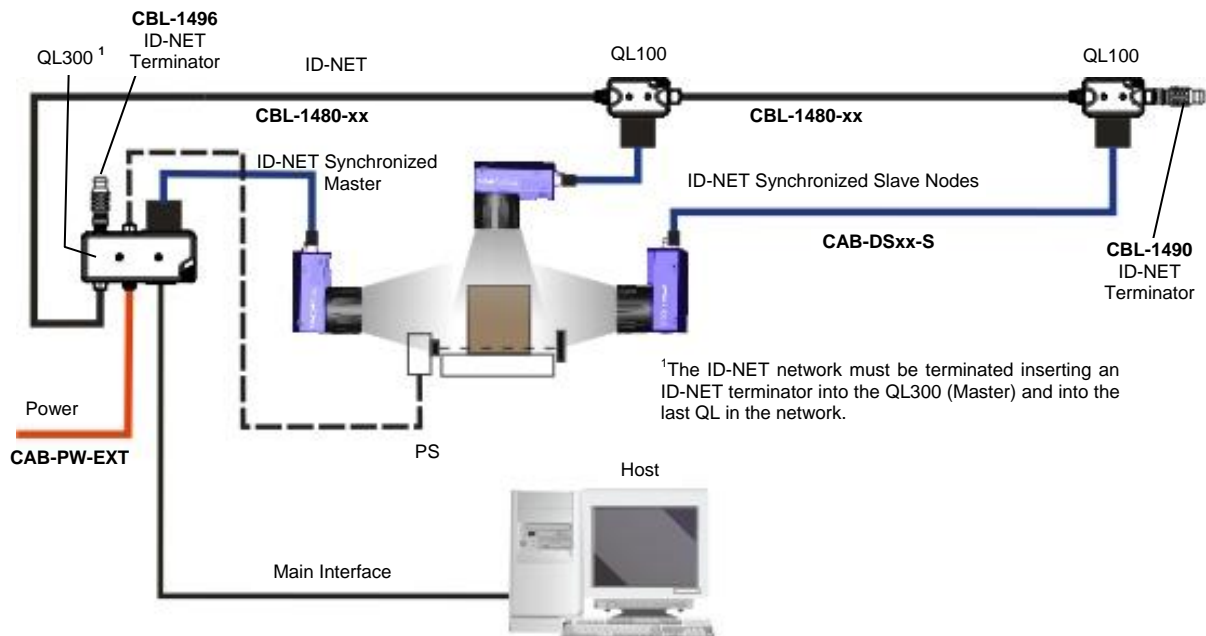 CBL-1496
ID-NET
Terminator
QL300 ¹
ID-NET
QL100
QL100
CBL-1480-xx
CBL-1480-xx
ID-NET Synchronized
Master
ID-NET Synchronized Slave Nodes
CAB-DSxx-S
CBL-1490
ID-NET
Terminator
¹The ID-NET network must be terminated inserting an
ID-NET terminator into the QL300 (Master) and into the
last QL in the network.
Power
CAB-PW-EXT
PS
Host
Main Interface